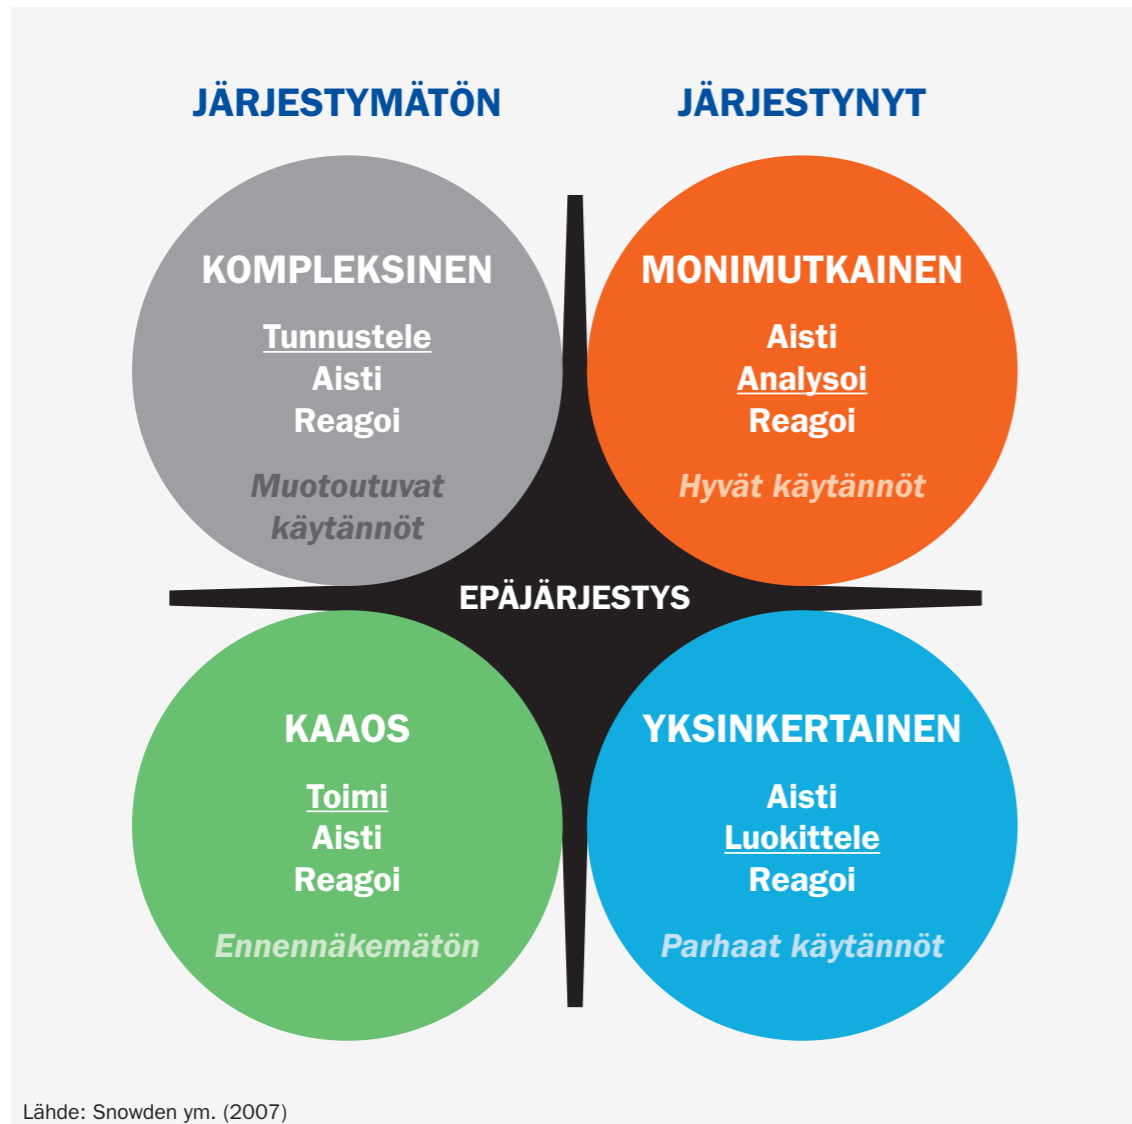 JÄRJESTYMÄTÖN
JÄRJESTYNYT
KOMPLEKSINEN
Tunnustele
Aisti
Reagoi
Muotoutuvat
käytännöt
MONIMUTKAINEN
Aisti
Analysoi
Reagoi
Hyvät käytännöt
EPÄJÄRJESTYS
KAAOS
Toimi
Aisti
Reagoi
Ennennäkemätön
YKSINKERTAINEN
Aisti
Luokittele
Reagoi
Parhaat käytännöt
Lähde: Snowden ym. (2007)